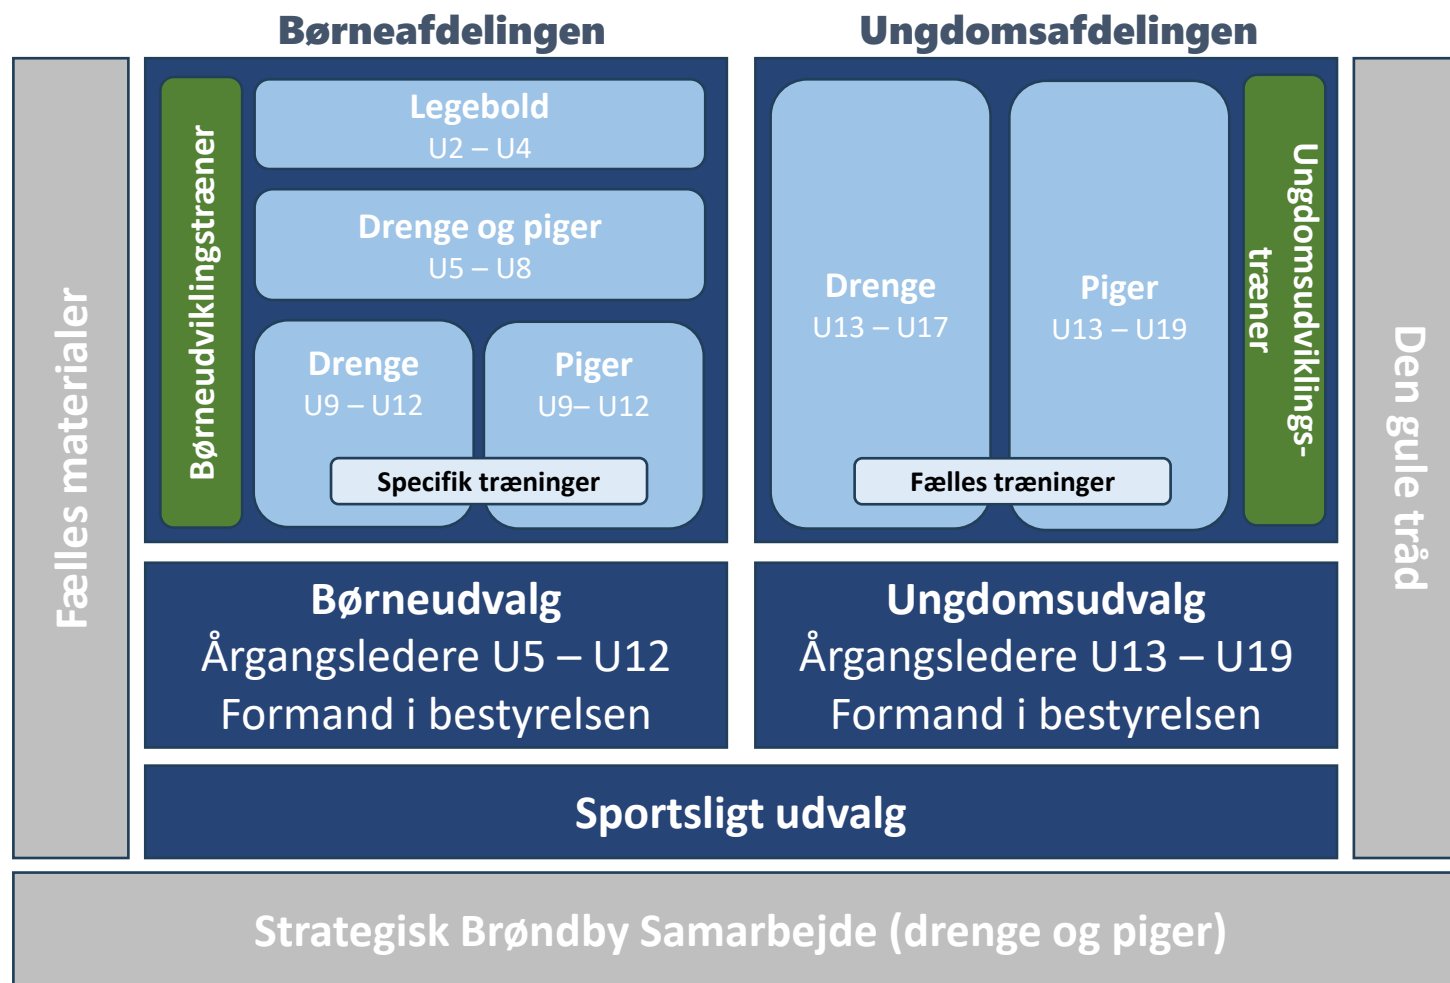 Børneafdelingen
Ungdomsafdelingen
Fælles materialer
Børneudviklingstræner
Legebold
U2 – U4
Drenge og piger
U5 – U8
Drenge
U9 – U12
Piger
U9– U12
Specifik træninger
Drenge
U13 – U17
Piger
U13 – U19
Fælles træninger
Ungdomsudviklings-
træner
Den gule tråd
Børneudvalg
Årgangsledere U5 – U12
Formand i bestyrelsen
Ungdomsudvalg
Årgangsledere U13 – U19
Formand i bestyrelsen
Sportsligt udvalg
Strategisk Brøndby Samarbejde (drenge og piger)